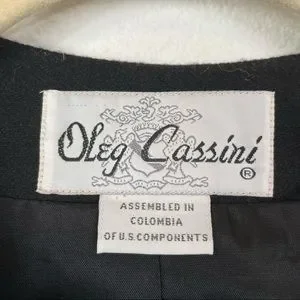 Oleg Cassini ®
ASSEMBLED IN
COLOMBIA
OF U.S. COMPONENTS